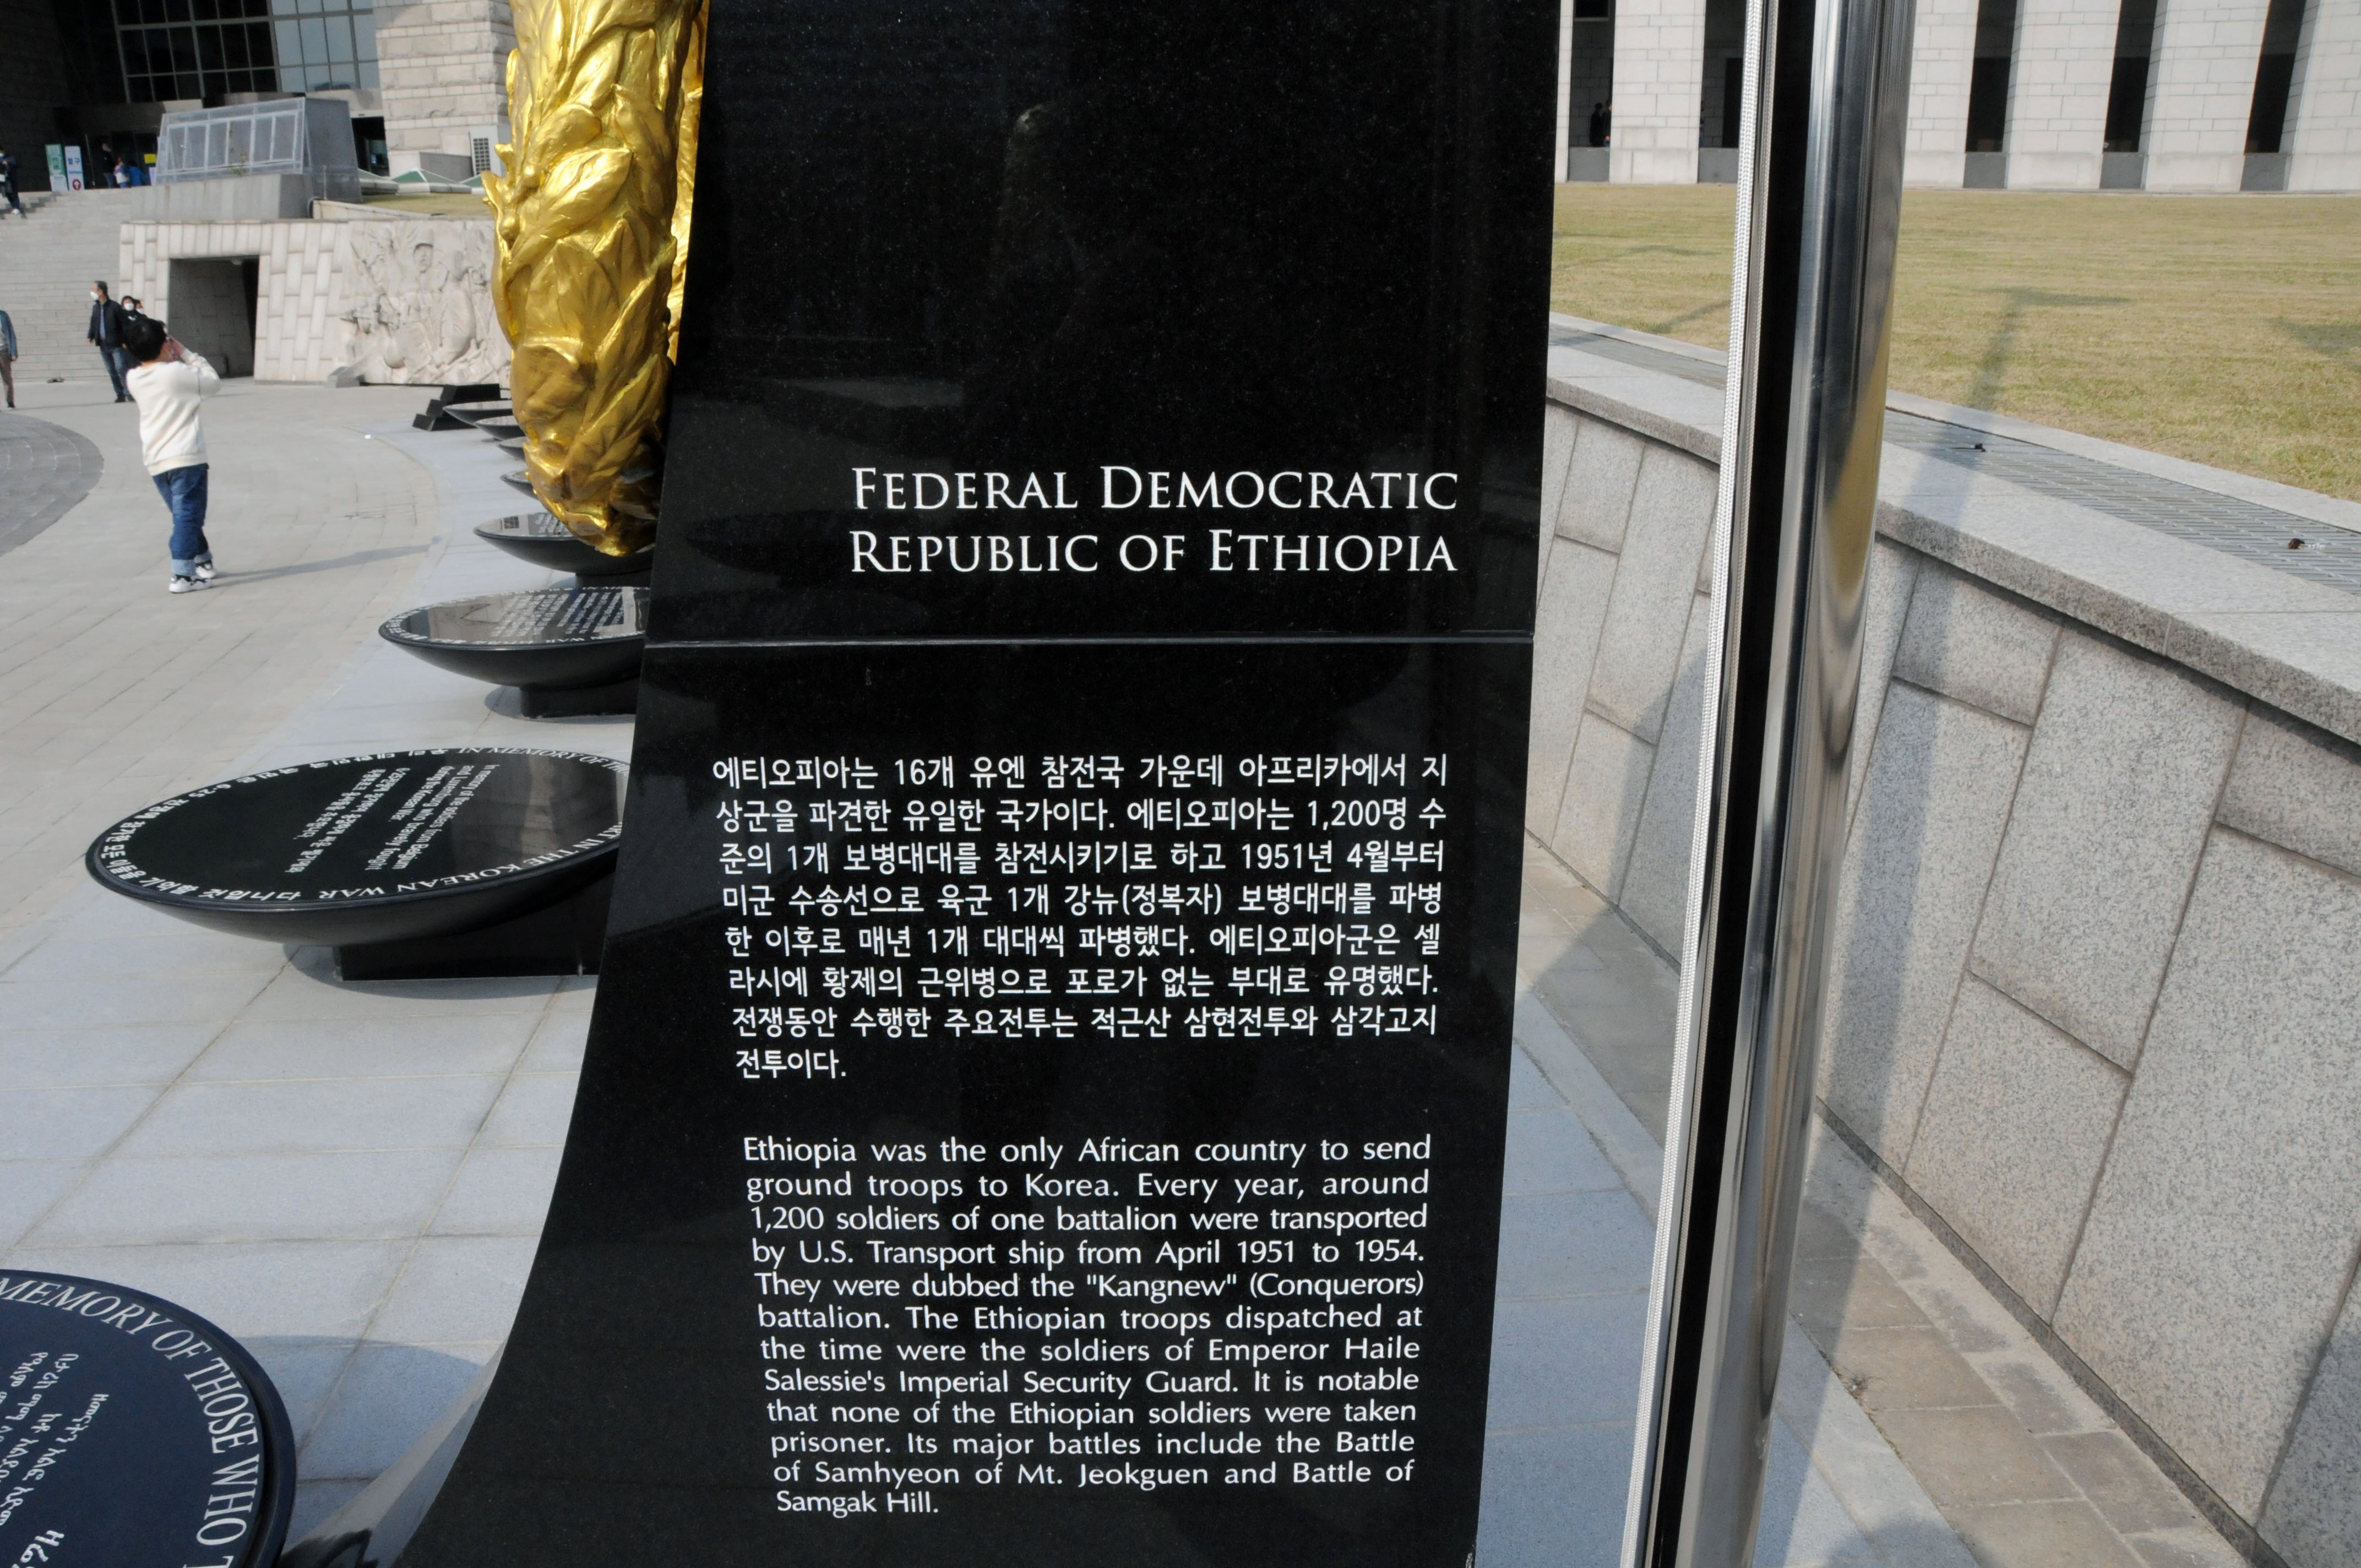 FEDERAL DEMOCRATIC
REPUBLIC OF ETHIOPIA
에티오피아는 16개 유엔 참전국 가운데 아프리카에서 지
상군을 파견한 유일한 국가이다. 에티오피아는 1,200명 수
준의 1개 보병대대를 참전시키기로 하고 1951년 4월부터
미군 수송선으로 육군 1개 강뉴(정복자) 보병대대를 파병
한 이후로 매년 1개 대대씩 파병했다. 에티오피아군은 셀
라시에 황제의 근위병으로 포로가 없는 부대로 유명했다.
전쟁동안 수행한 주요전투는 적근산 삼현전투와 삼각고지
전투이다.
Ethiopia was the only African country to send
ground troops to Korea. Every year, around
1,200 soldiers of one battalion were transported
by U.S. Transport ship from April 1951 to 1954.
They were dubbed the "Kangnew" (Conquerors)
battalion. The Ethiopian troops dispatched at
the time were the soldiers of Emperor Haile
Salessie's Imperial Security Guard. It is notable
that none of the Ethiopian soldiers were taken
prisoner. Its major battles include the Battle
of Samhyeon of Mt. Jeokguen and Battle of
Samgak Hill.
IN MEMORY OF
IN THE KOREAN WAR
MEMORY OF THOSE WHO